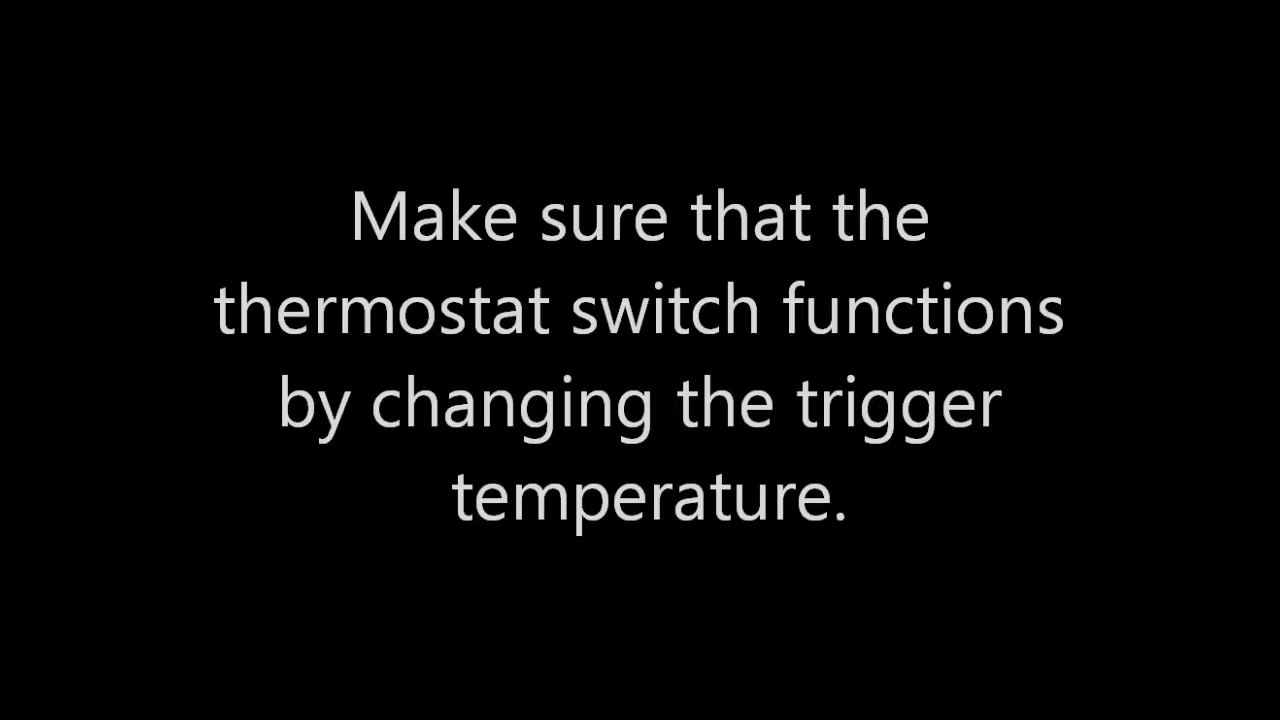 Make sure that the
thermostat switch functions
by changing the trigger
temperature.